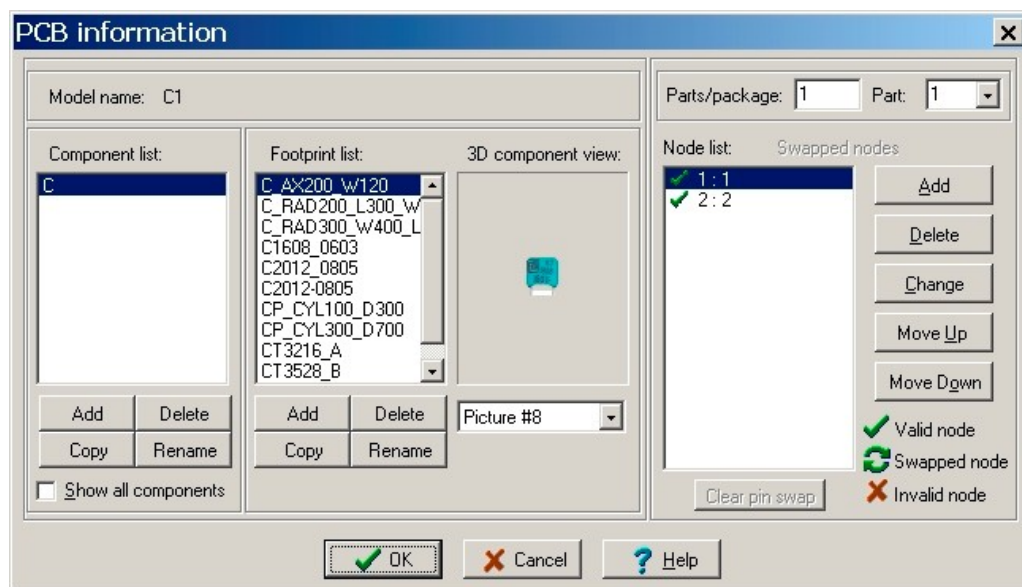 PCB information
Model name: C1
Component list:
C
Add Delete
Copy Rename
Show all components
Footprint list:
C_AX200_W120
C_RAD200_L300_W
C_RAD300_W400_L
C1608_0603
C2012_0805
C2012-0805
CP_CYL100_D300
CP_CYL300_D700
CT3216_A
CT3528_B
Add Delete
Copy Rename
3D component view:
Picture #8
Parts/package: 1 Part: 1
Node list: Swapped nodes
1 : 1
2 : 2
Add
Delete
Change
Move Up
Move Down
Valid node
Swapped node
Invalid node
Clear pin swap
OK Cancel ? Help